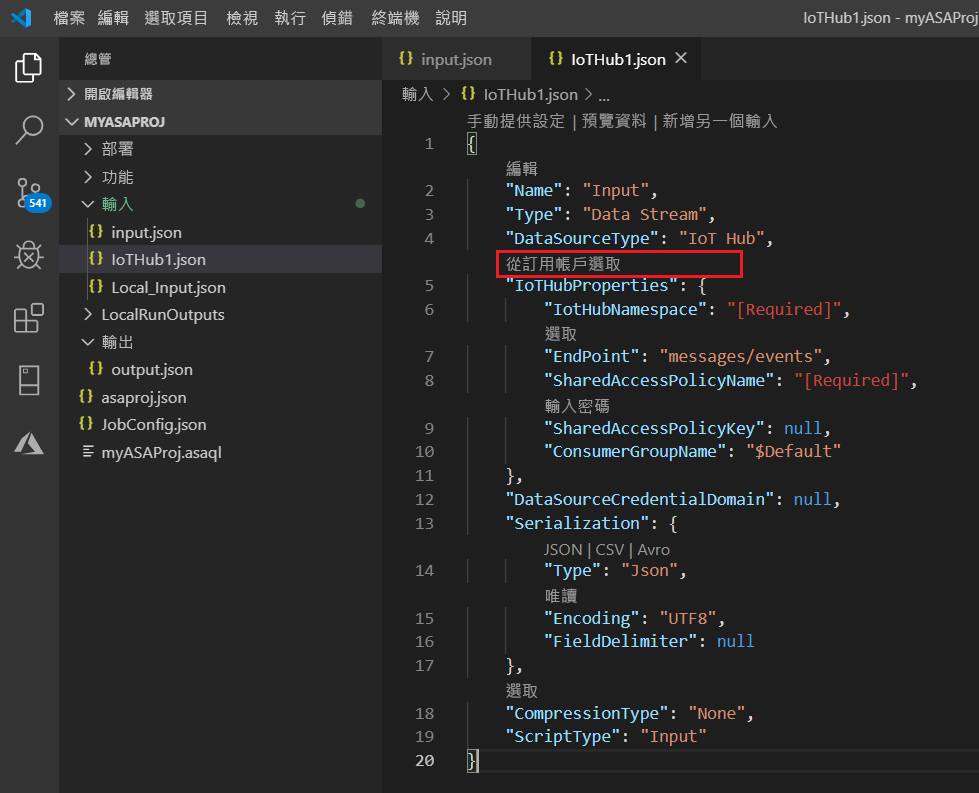 檔案 編輯 選取項目 檢視 執行 偵錯 終端機 說明 IoTHub1.json - myASAProj
總管
開啟編輯器
MYASAPROJ
部署
功能
輸入
input.json
IoTHub1.json
Local_Input.json
LocalRunOutputs
輸出
output.json
asaproj.json
JobConfig.json
myASAProj.asaql
541
input.json IoTHub1.json
輸入 > IoTHub1.json > ...
手動提供設定 | 預覽資料 | 新增另一個輸入
1 {
編輯
2 "Name": "Input",
3 "Type": "Data Stream",
4 "DataSourceType": "IoT Hub",
從訂用帳戶選取
5 "IoTHubProperties": {
6 "IotHubNamespace": "[Required]",
選取
7 "EndPoint": "messages/events",
8 "SharedAccessPolicyName": "[Required]",
輸入密碼
9 "SharedAccessPolicyKey": null,
10 "ConsumerGroupName": "$Default"
11 },
12 "DataSourceCredentialDomain": null,
13 "Serialization": {
JSON | CSV | Avro
14 "Type": "Json",
唯讀
15 "Encoding": "UTF8",
16 "FieldDelimiter": null
17 },
選取
18 "CompressionType": "None",
19 "ScriptType": "Input"
20 }